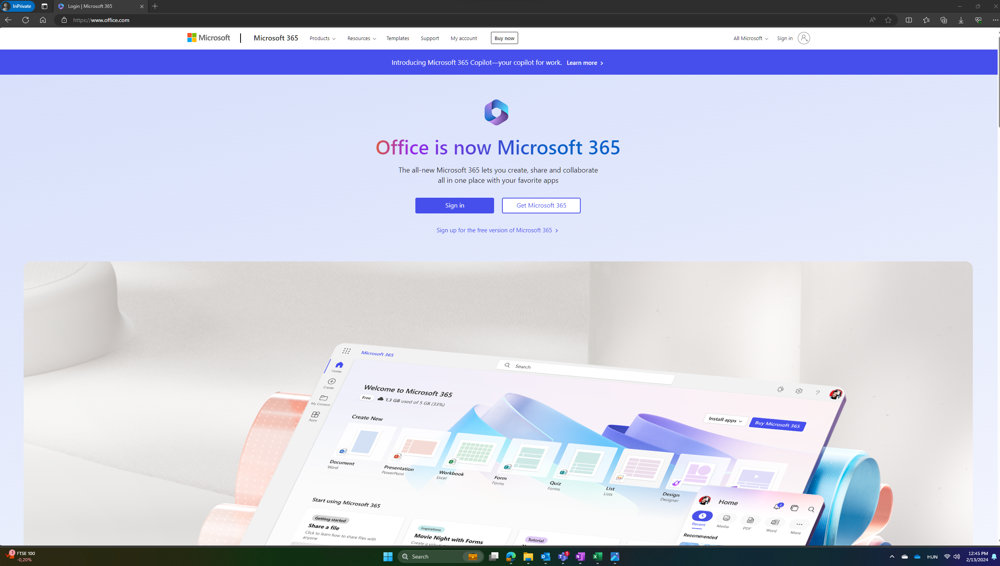 InPrivate
Login | Microsoft 365
https://www.office.com
Microsoft
Microsoft 365
Products
Resources
Templates
Support
My account
Buy now
All Microsoft
Sign in
Introducing Microsoft 365 Copilot—your copilot for work. Learn more
Office is now Microsoft 365
The all-new Microsoft 365 lets you create, share and collaborate
all in one place with your favorite apps
Sign in
Get Microsoft 365
Sign up for the free version of Microsoft 365
Microsoft 365
Search
Home
Create
My Content
Apps
Welcome to Microsoft 365
Free
1.3 GB used of 5 GB (33%)
Install apps
Buy Microsoft 365
Create New
Document
Word
Presentation
PowerPoint
Workbook
Excel
Form
Forms
Quiz
Forms
List
Lists
Design
Designer
Start using Microsoft 365
Getting started
Share a file
Click to learn how to share files with
anyone
Inspirations
Movie Night with Forms
Tutorial
Home
2
Recent
Media
PDF
Word
More
Recommended
1
FTSE 100
-0,20%
Search
1
HUN
12:45 PM
2/13/2024